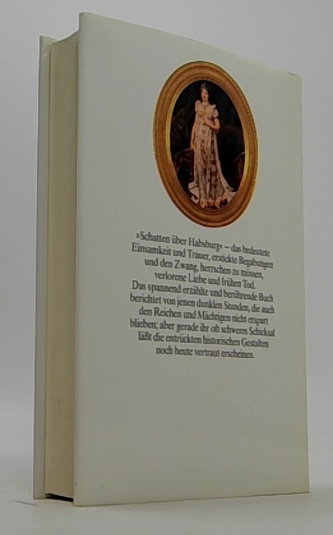 »Schatten über Habsburg« – das bedeutete
Einsamkeit und Trauer, erstickte Begabungen
und den Zwang, herrschen zu müssen,
verlorene Liebe und frühen Tod.
Das spannend erzählte und berührende Buch
berichtet von jenen dunklen Stunden, die auch
den Reichen und Mächtigen nicht erspart
blieben; aber gerade ihr oft schweres Schicksal
läßt die entrückten historischen Gestalten
noch heute vertraut erscheinen.